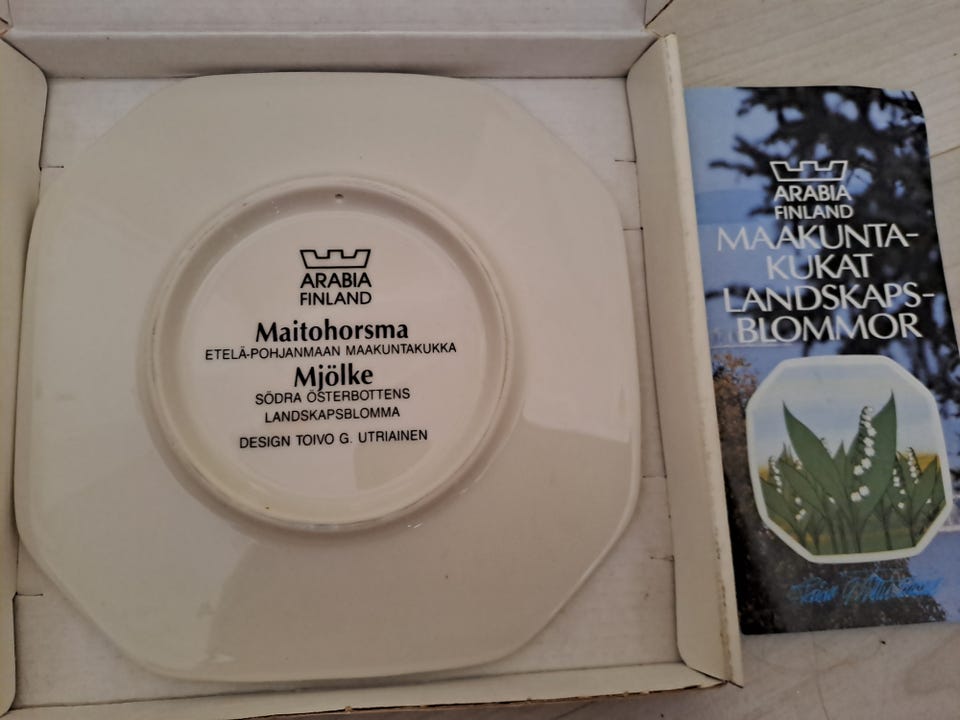 ARABIA
FINLAND
Maitohorsma
ETELÄ-POHJANMAAN MAAKUNTAKUKKA
Mjölke
SÖDRA ÖSTERBOTTENS
LANDSKAPSBLOMMA
DESIGN TOIVO G. UTRIAINEN
ARABIA
FINLAND
MAAKUNTA-
KUKAT
LANDSKAPS-
BLOMMOR